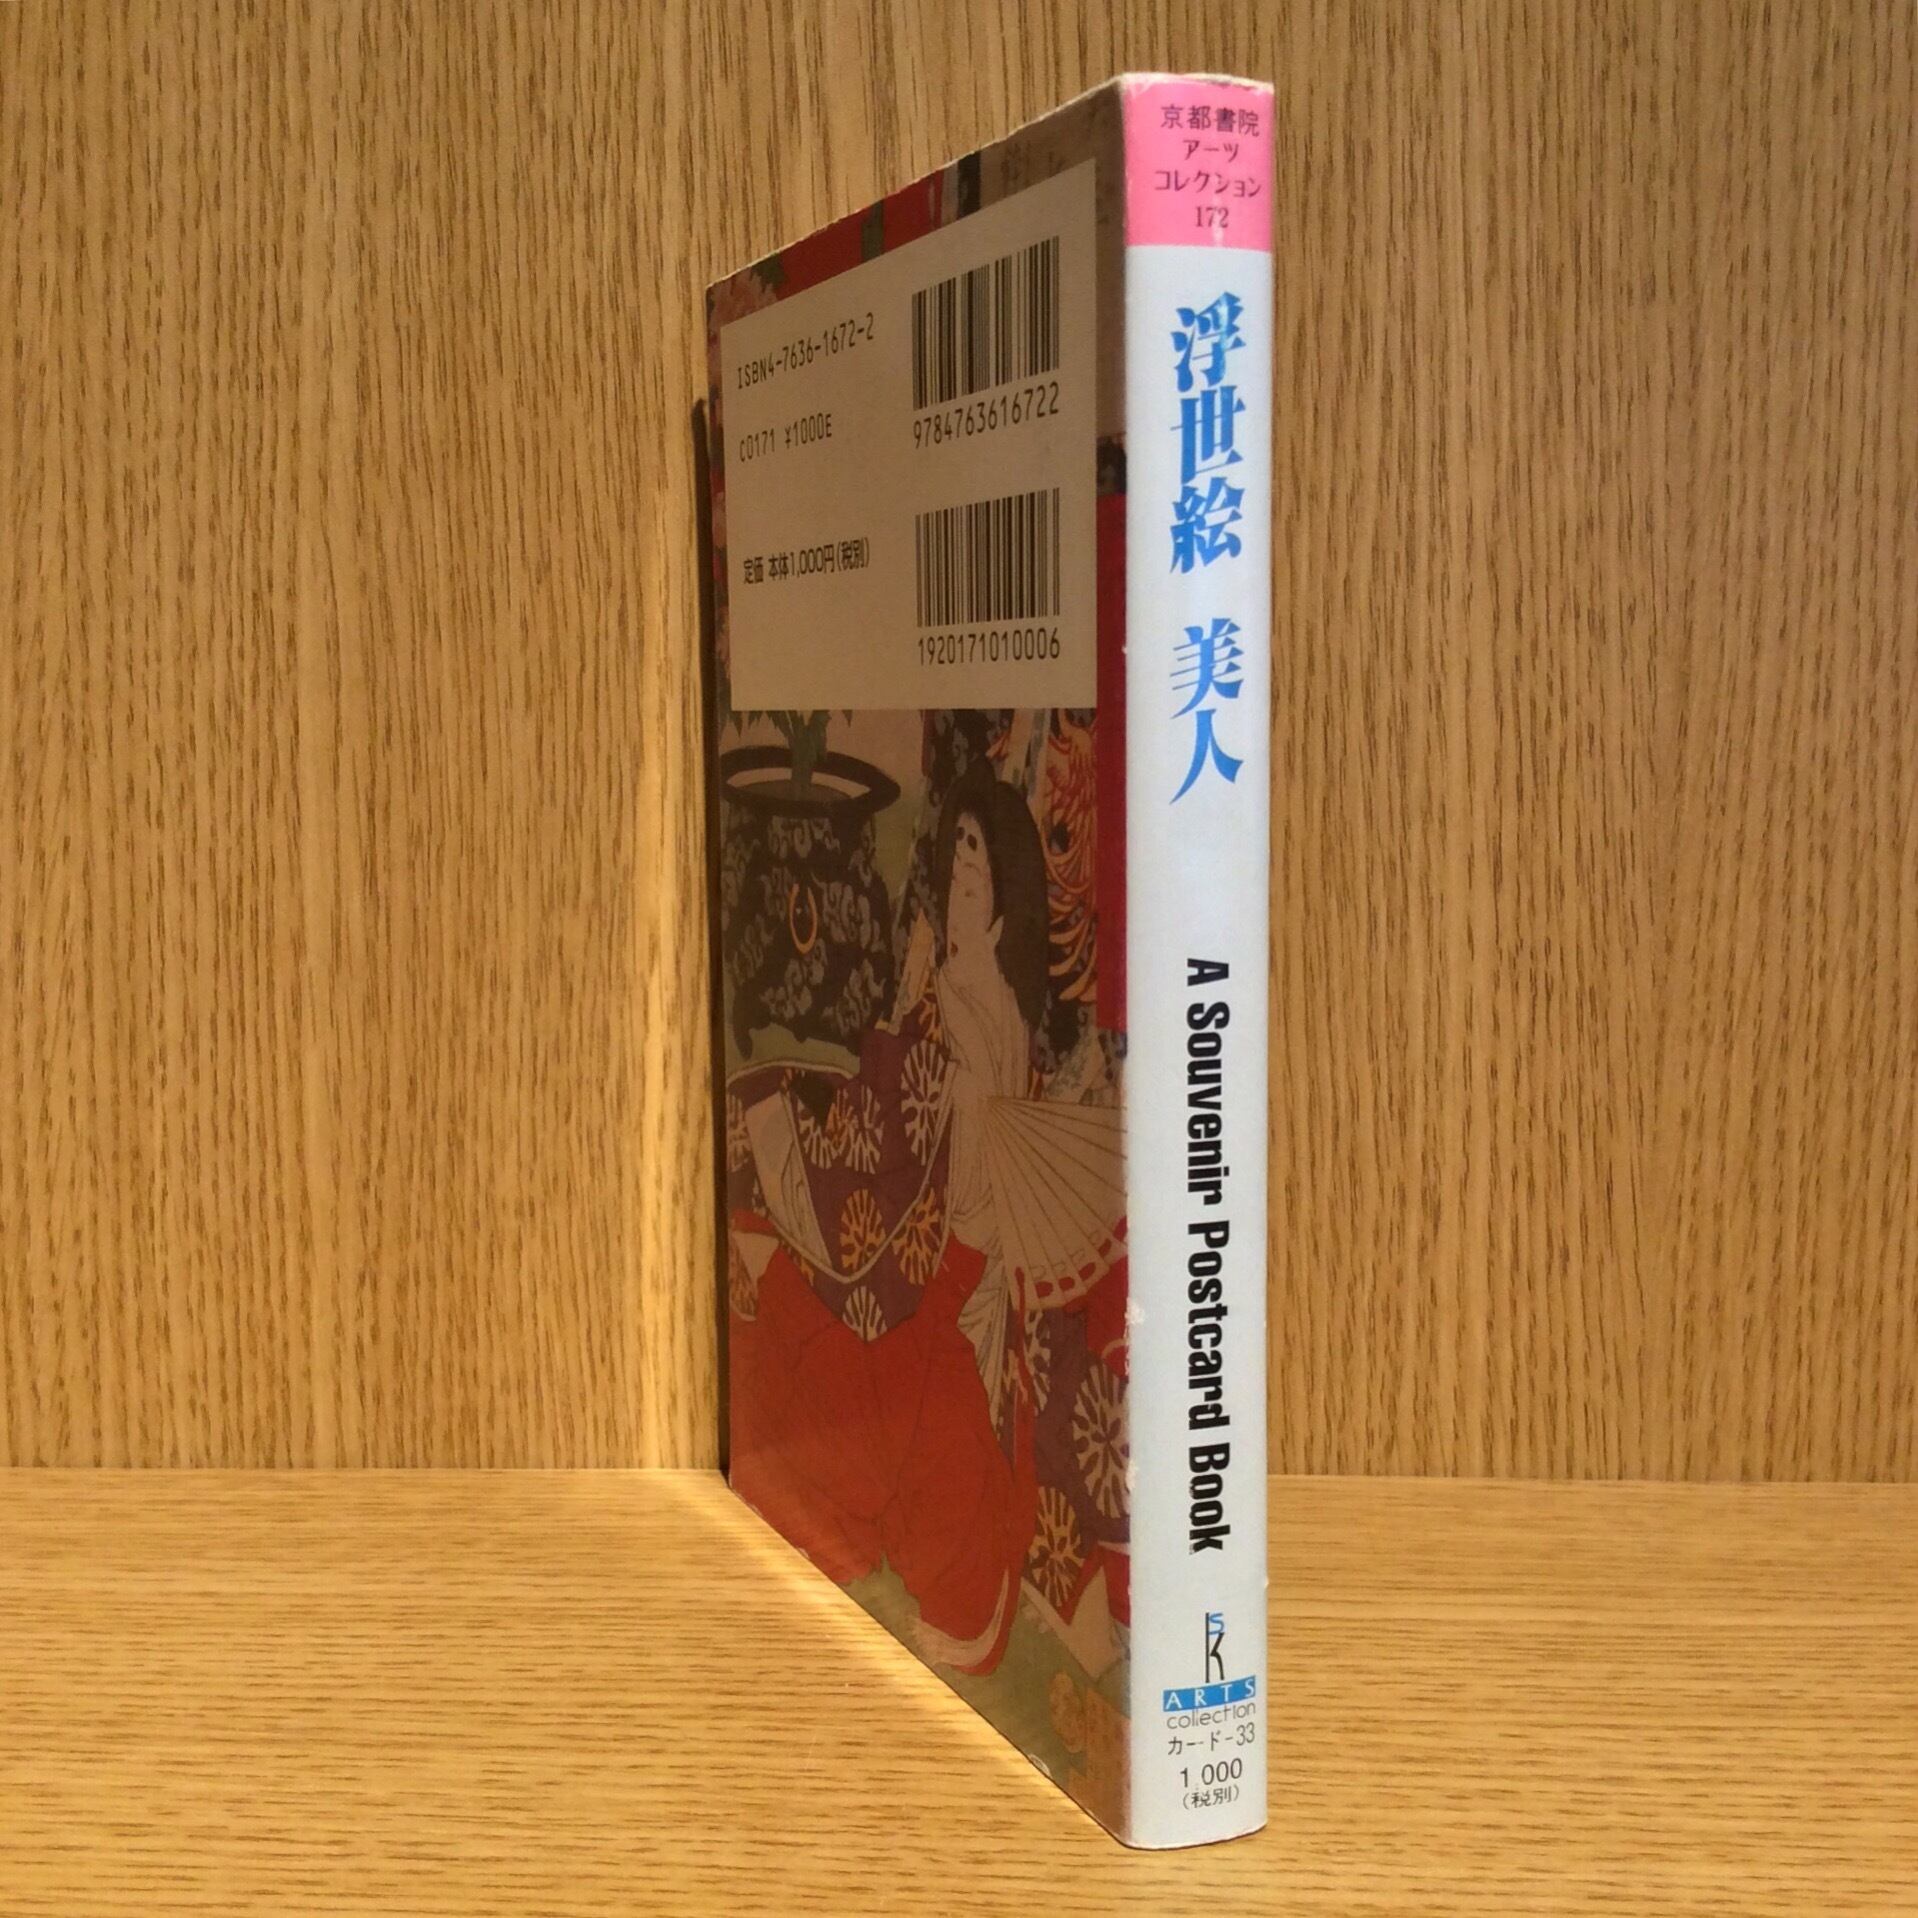 ISBN4-7636-1672-2
C0171 ¥1000E
9784763616722
定価 本体1,000円(税別)
1920171010006
京都書院
アーツ
コレクション
172
浮世絵 美人
A Souvenir Postcard Book
SK
ARTS
collection
カード-33
1,000
(税別)